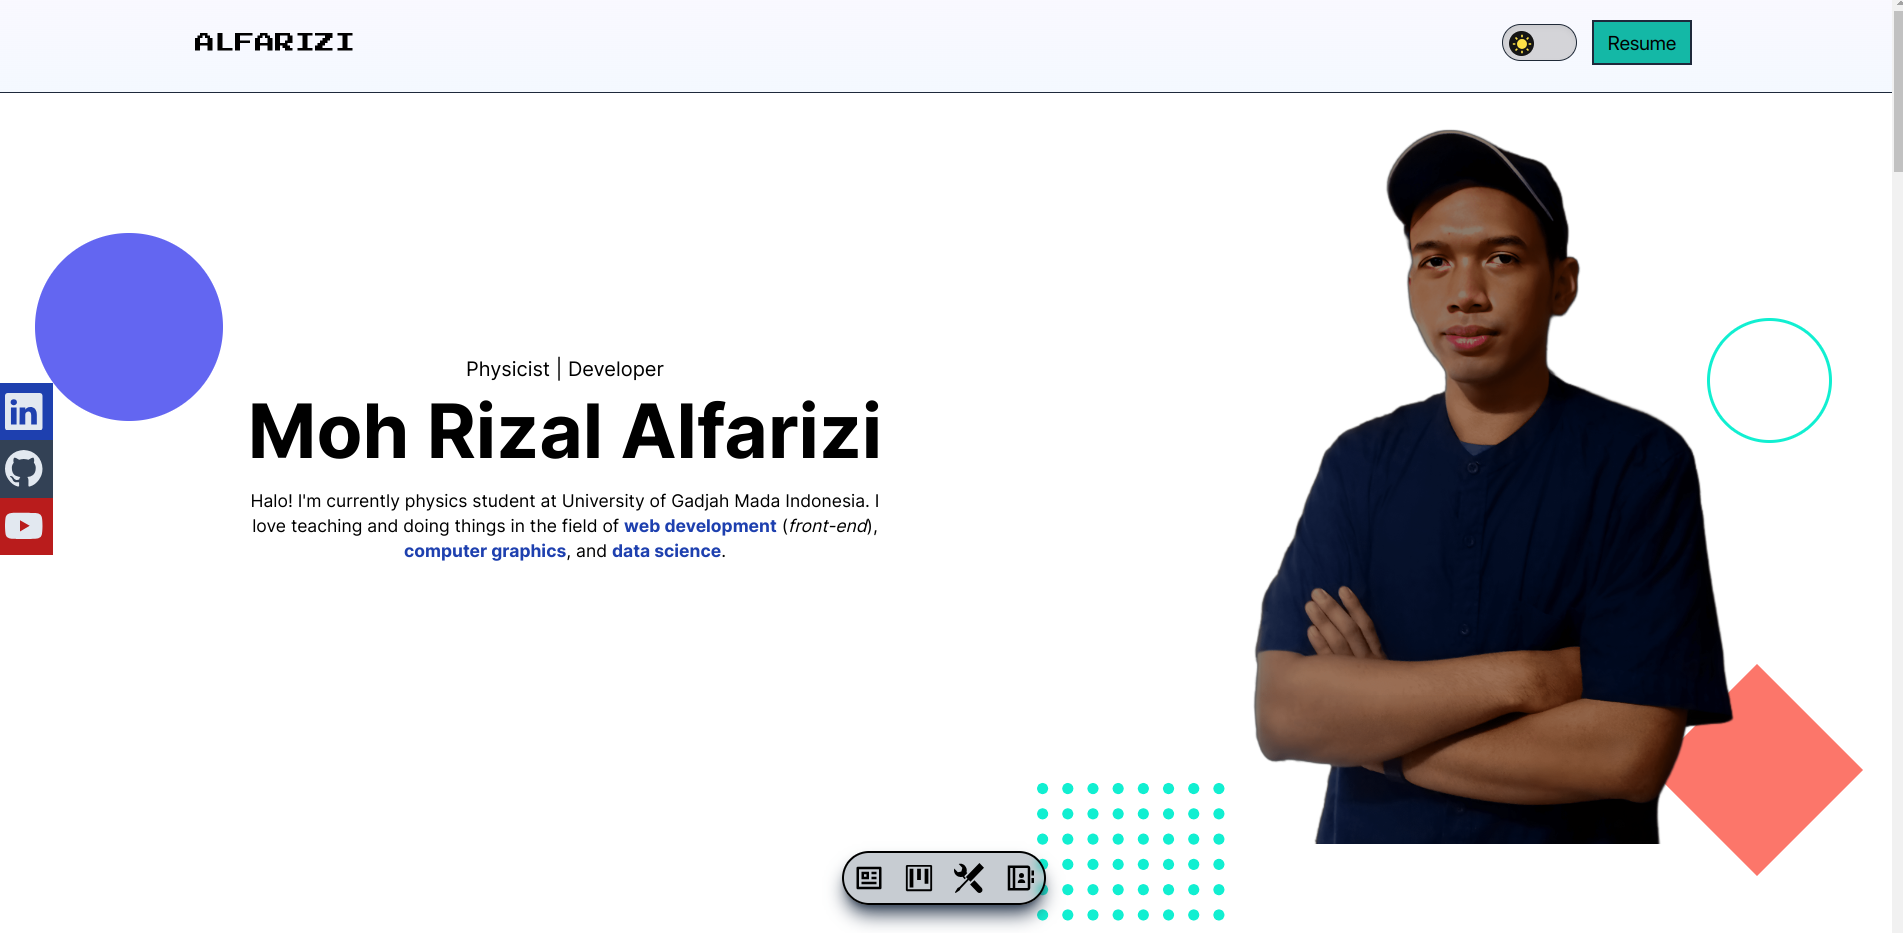 ALFARIZI
Resume
Physicist | Developer
Moh Rizal Alfarizi
Halo! I'm currently physics student at University of Gadjah Mada Indonesia. I
love teaching and doing things in the field of web development (front-end),
computer graphics, and data science.
in